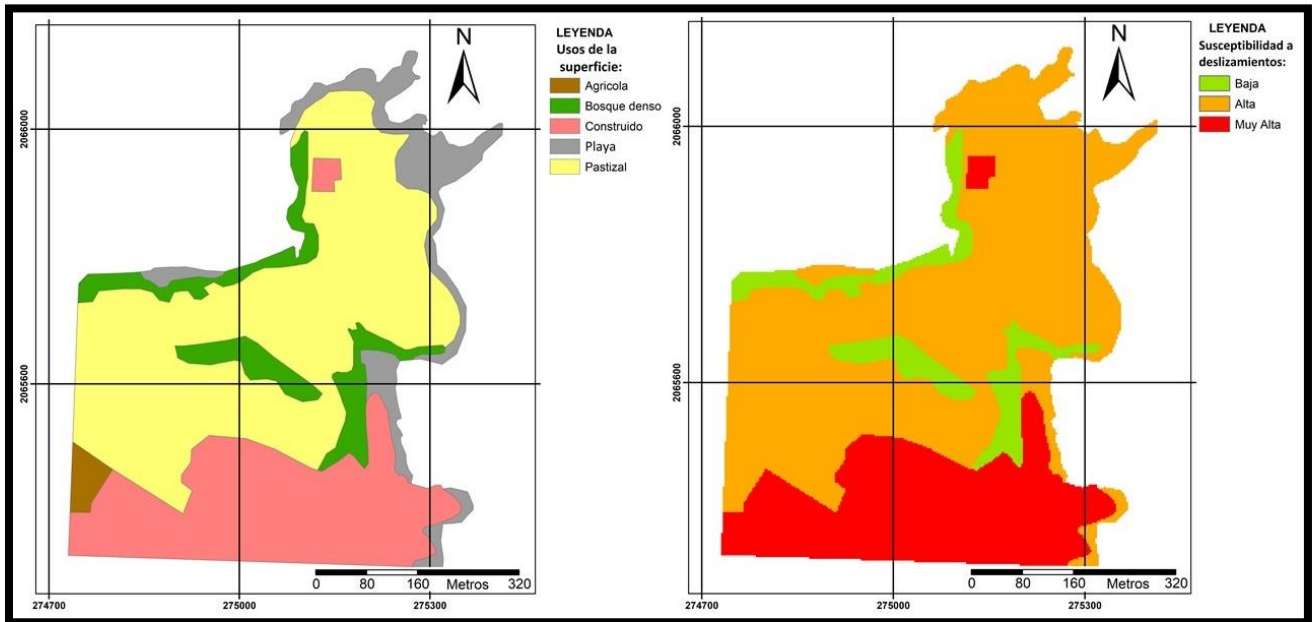 N
LEYENDA
Usos de la
superficie:
Agricola
Bosque denso
Construido
Playa
Pastizal
2066000
2065600
0 80 160 Metros 320
274700 275000 275300
N
LEYENDA
Susceptibilidad a
deslizamientos:
Baja
Alta
Muy Alta
2066000
2065600
0 80 160 Metros 320
274700 275000 275300